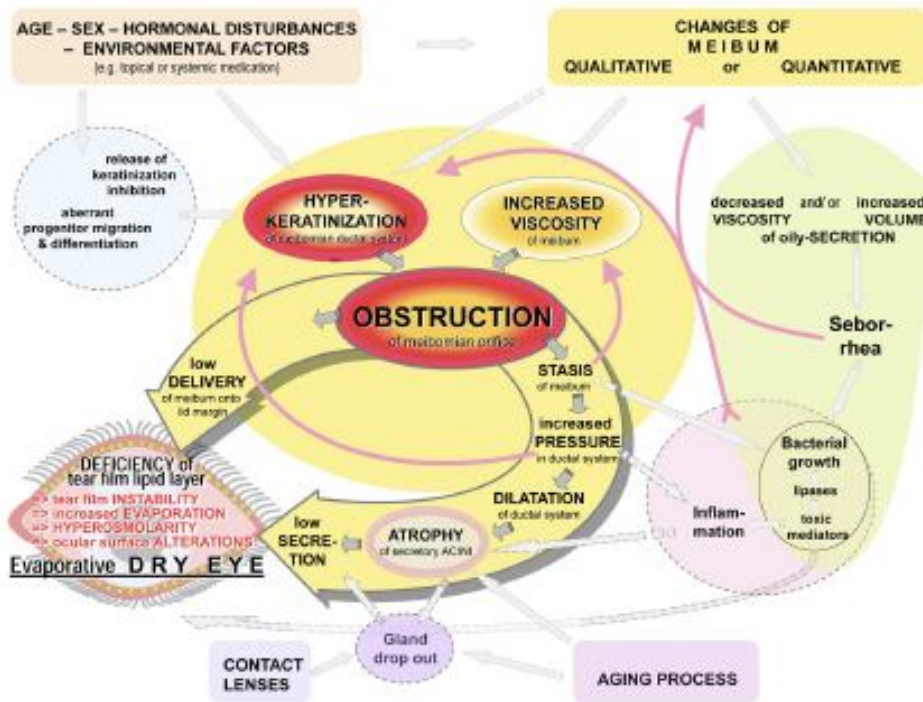 AGE – SEX – HORMONAL DISTURBANCES
– ENVIRONMENTAL FACTORS
(e.g. topical or systemic medication)
CHANGES OF
MEIBUM
QUALITATIVE or QUANTITATIVE
release of
keratinization
inhibition
aberrant
progenitor migration
& differentiation
HYPER-
KERATINIZATION
of meibomian ductal system
INCREASED
VISCOSITY
of meibum
decreased and/or increased
VISCOSITY VOLUME
of oily-SECRETION
OBSTRUCTION
of meibomian orifice
Sebor-
rhea
low
DELIVERY
of meibum onto
lid margin
STASIS
of meibum
increased
PRESSURE
in ductal system
DILATATION
of ductal system
Bacterial
growth
lipases
toxic
mediators
Inflam-
mation
DEFICIENCY of
tear film lipid layer
=> tear film INSTABILITY
=> increased EVAPORATION
=> HYPEROSMOLARITY
=> ocular surface ALTERATIONS
Evaporative DRY EYE
low
SECRE-
TION
ATROPHY
of secretory ACINI
Gland
drop out
CONTACT
LENSES
AGING PROCESS